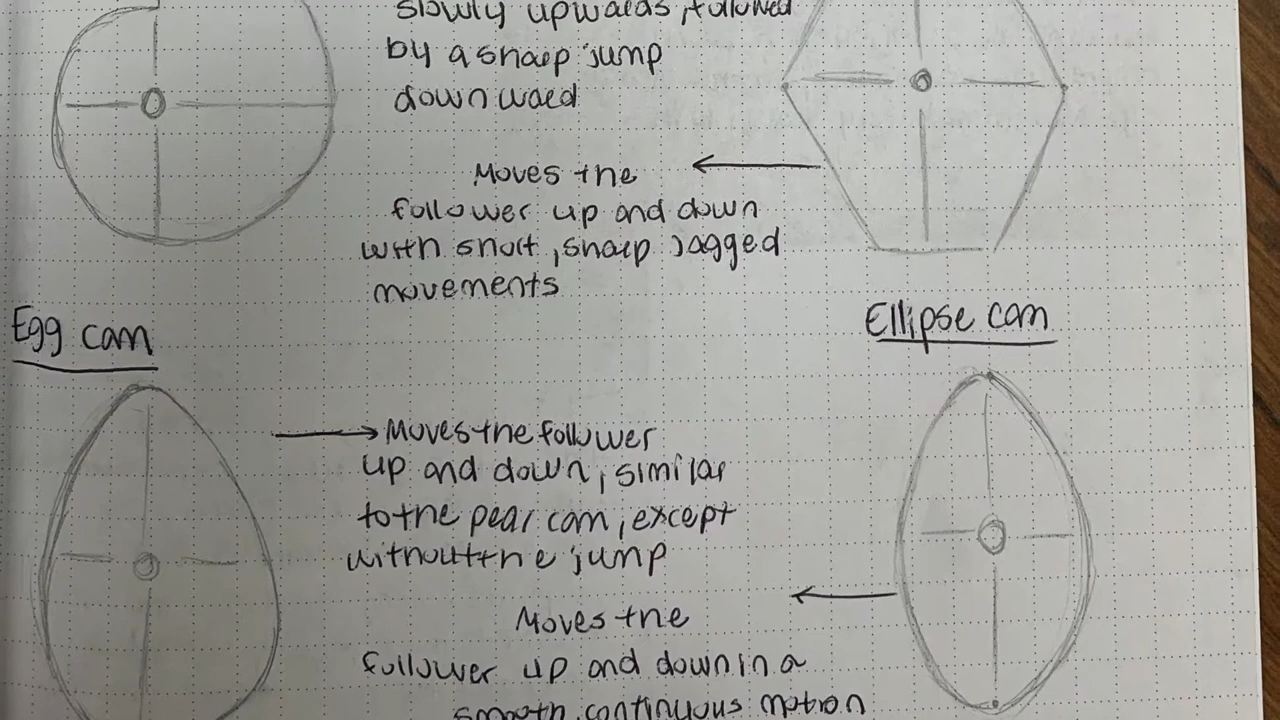 slowly upwards, followed
by a sharp jump
downward
Moves the
follower up and down
with short, sharp jagged
movements
Egg cam
Ellipse cam
Moves the follower
up and down, similar
to the pear cam, except
without the jump
Moves the
follower up and down in a
smooth, continuous motion